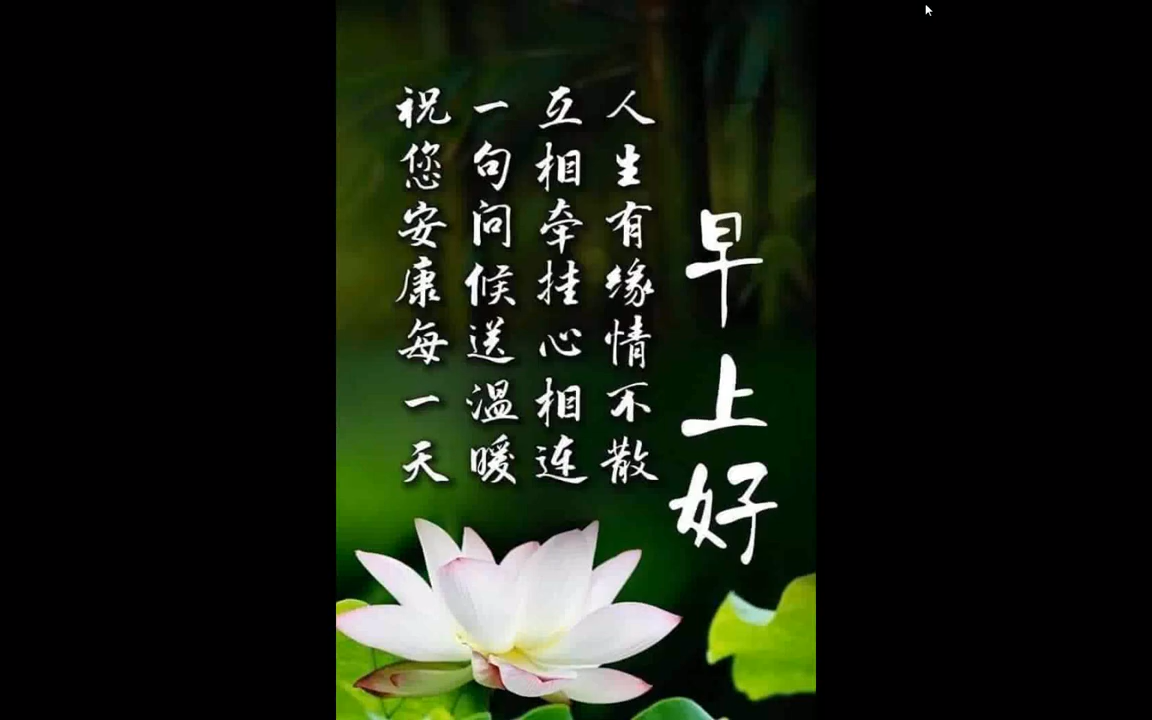 早上好
人生有缘情不散
互相牵挂心相连
一句问候送温暖
祝您安康每一天